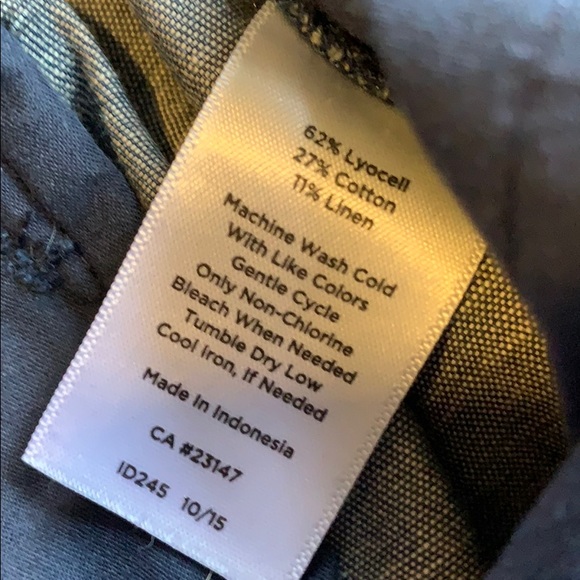 62% Lyocell
27% Cotton
11% Linen
Machine Wash Cold
With Like Colors
Gentle Cycle
Only Non-Chlorine
Bleach When Needed
Tumble Dry Low
Cool Iron, If Needed
Made In Indonesia
CA #23147
ID245 10/15